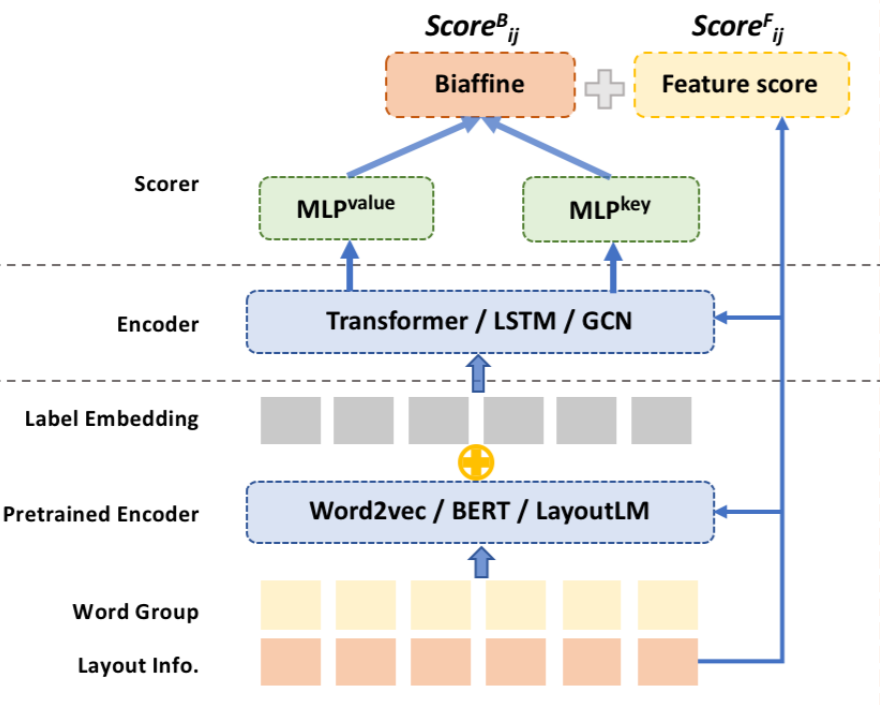 Score^B_ij
Score^F_ij
Biaffine
Feature score
Scorer
MLP^value
MLP^key
Encoder
Transformer / LSTM / GCN
Label Embedding
Pretrained Encoder
Word2vec / BERT / LayoutLM
Word Group
Layout Info.